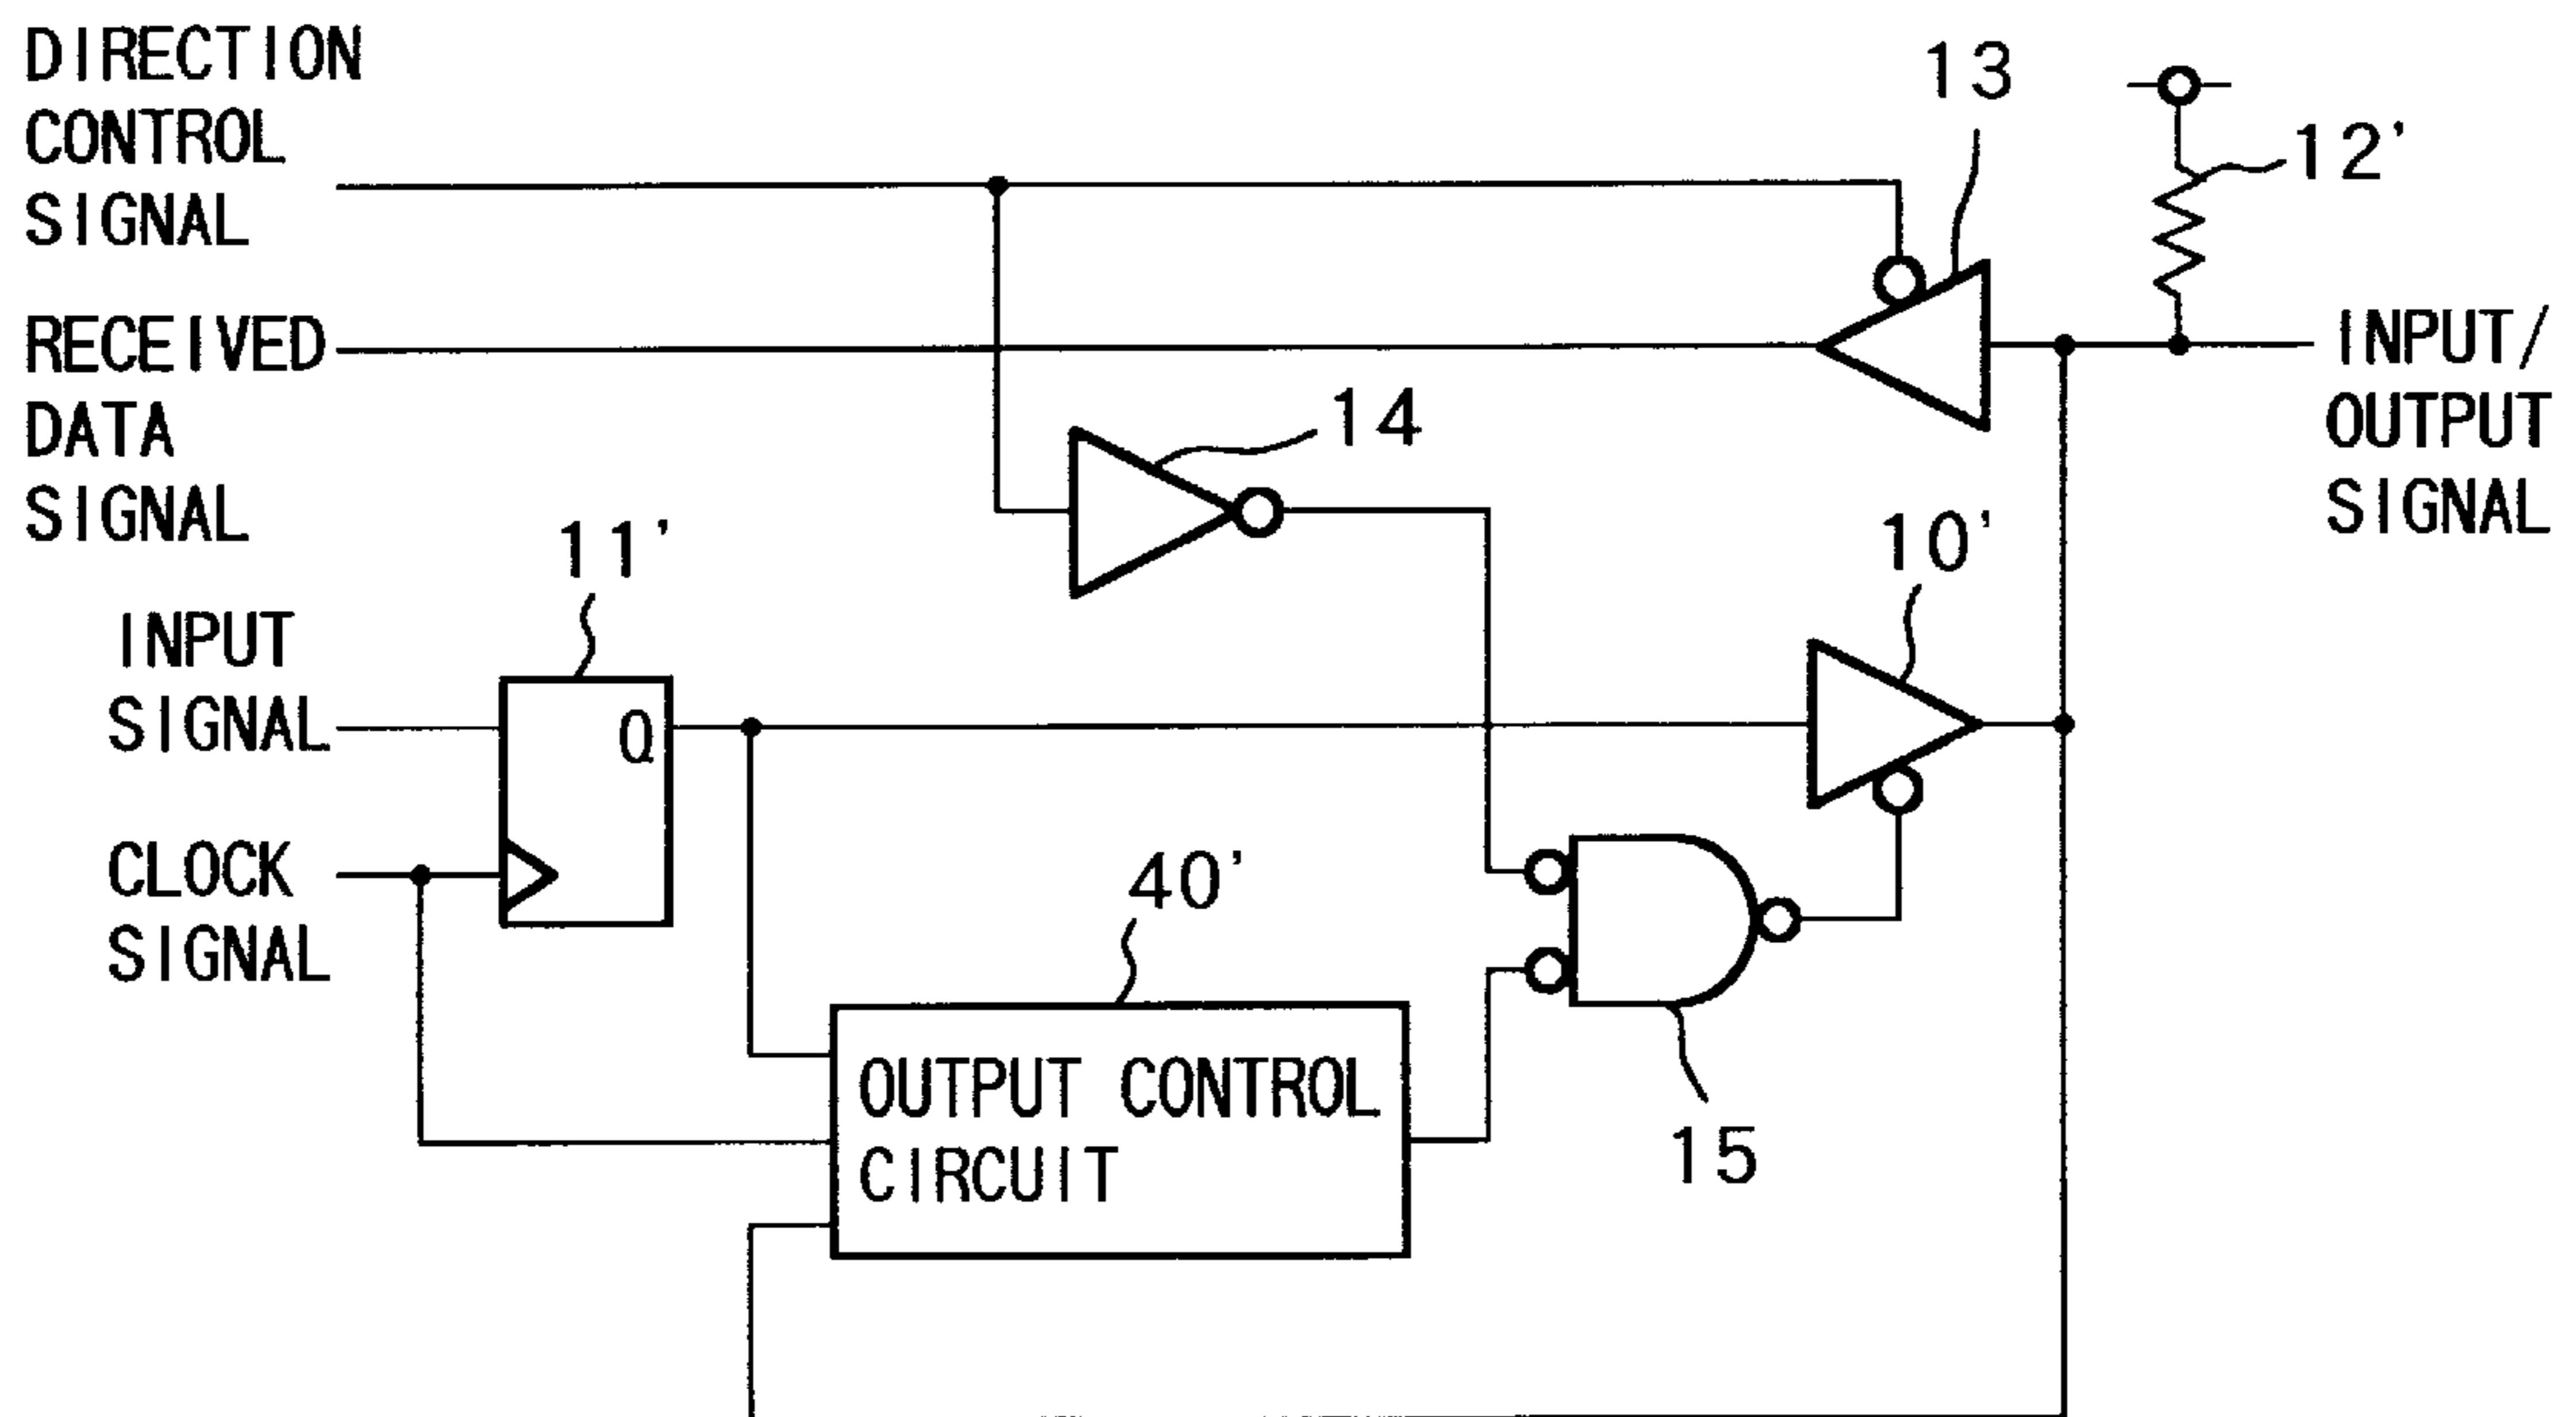 DIRECTION
CONTROL
SIGNAL
13
12'
RECEIVED
DATA
SIGNAL
INPUT/
OUTPUT
SIGNAL
14
11'
10'
INPUT
SIGNAL
Q
CLOCK
SIGNAL
40'
OUTPUT CONTROL
CIRCUIT
15